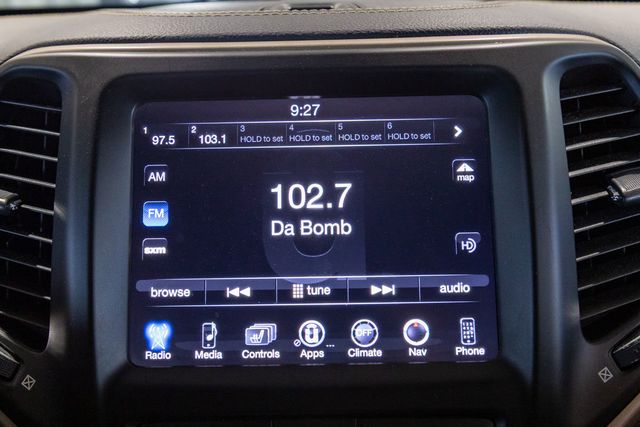 9:27
1 97.5 2 103.1 3 HOLD to set 4 HOLD to set 5 HOLD to set 6 HOLD to set
AM
map
102.7
FM
Da Bomb
sxm
HD
browse tune audio
OFF
Radio Media Controls Apps ... Climate Nav Phone